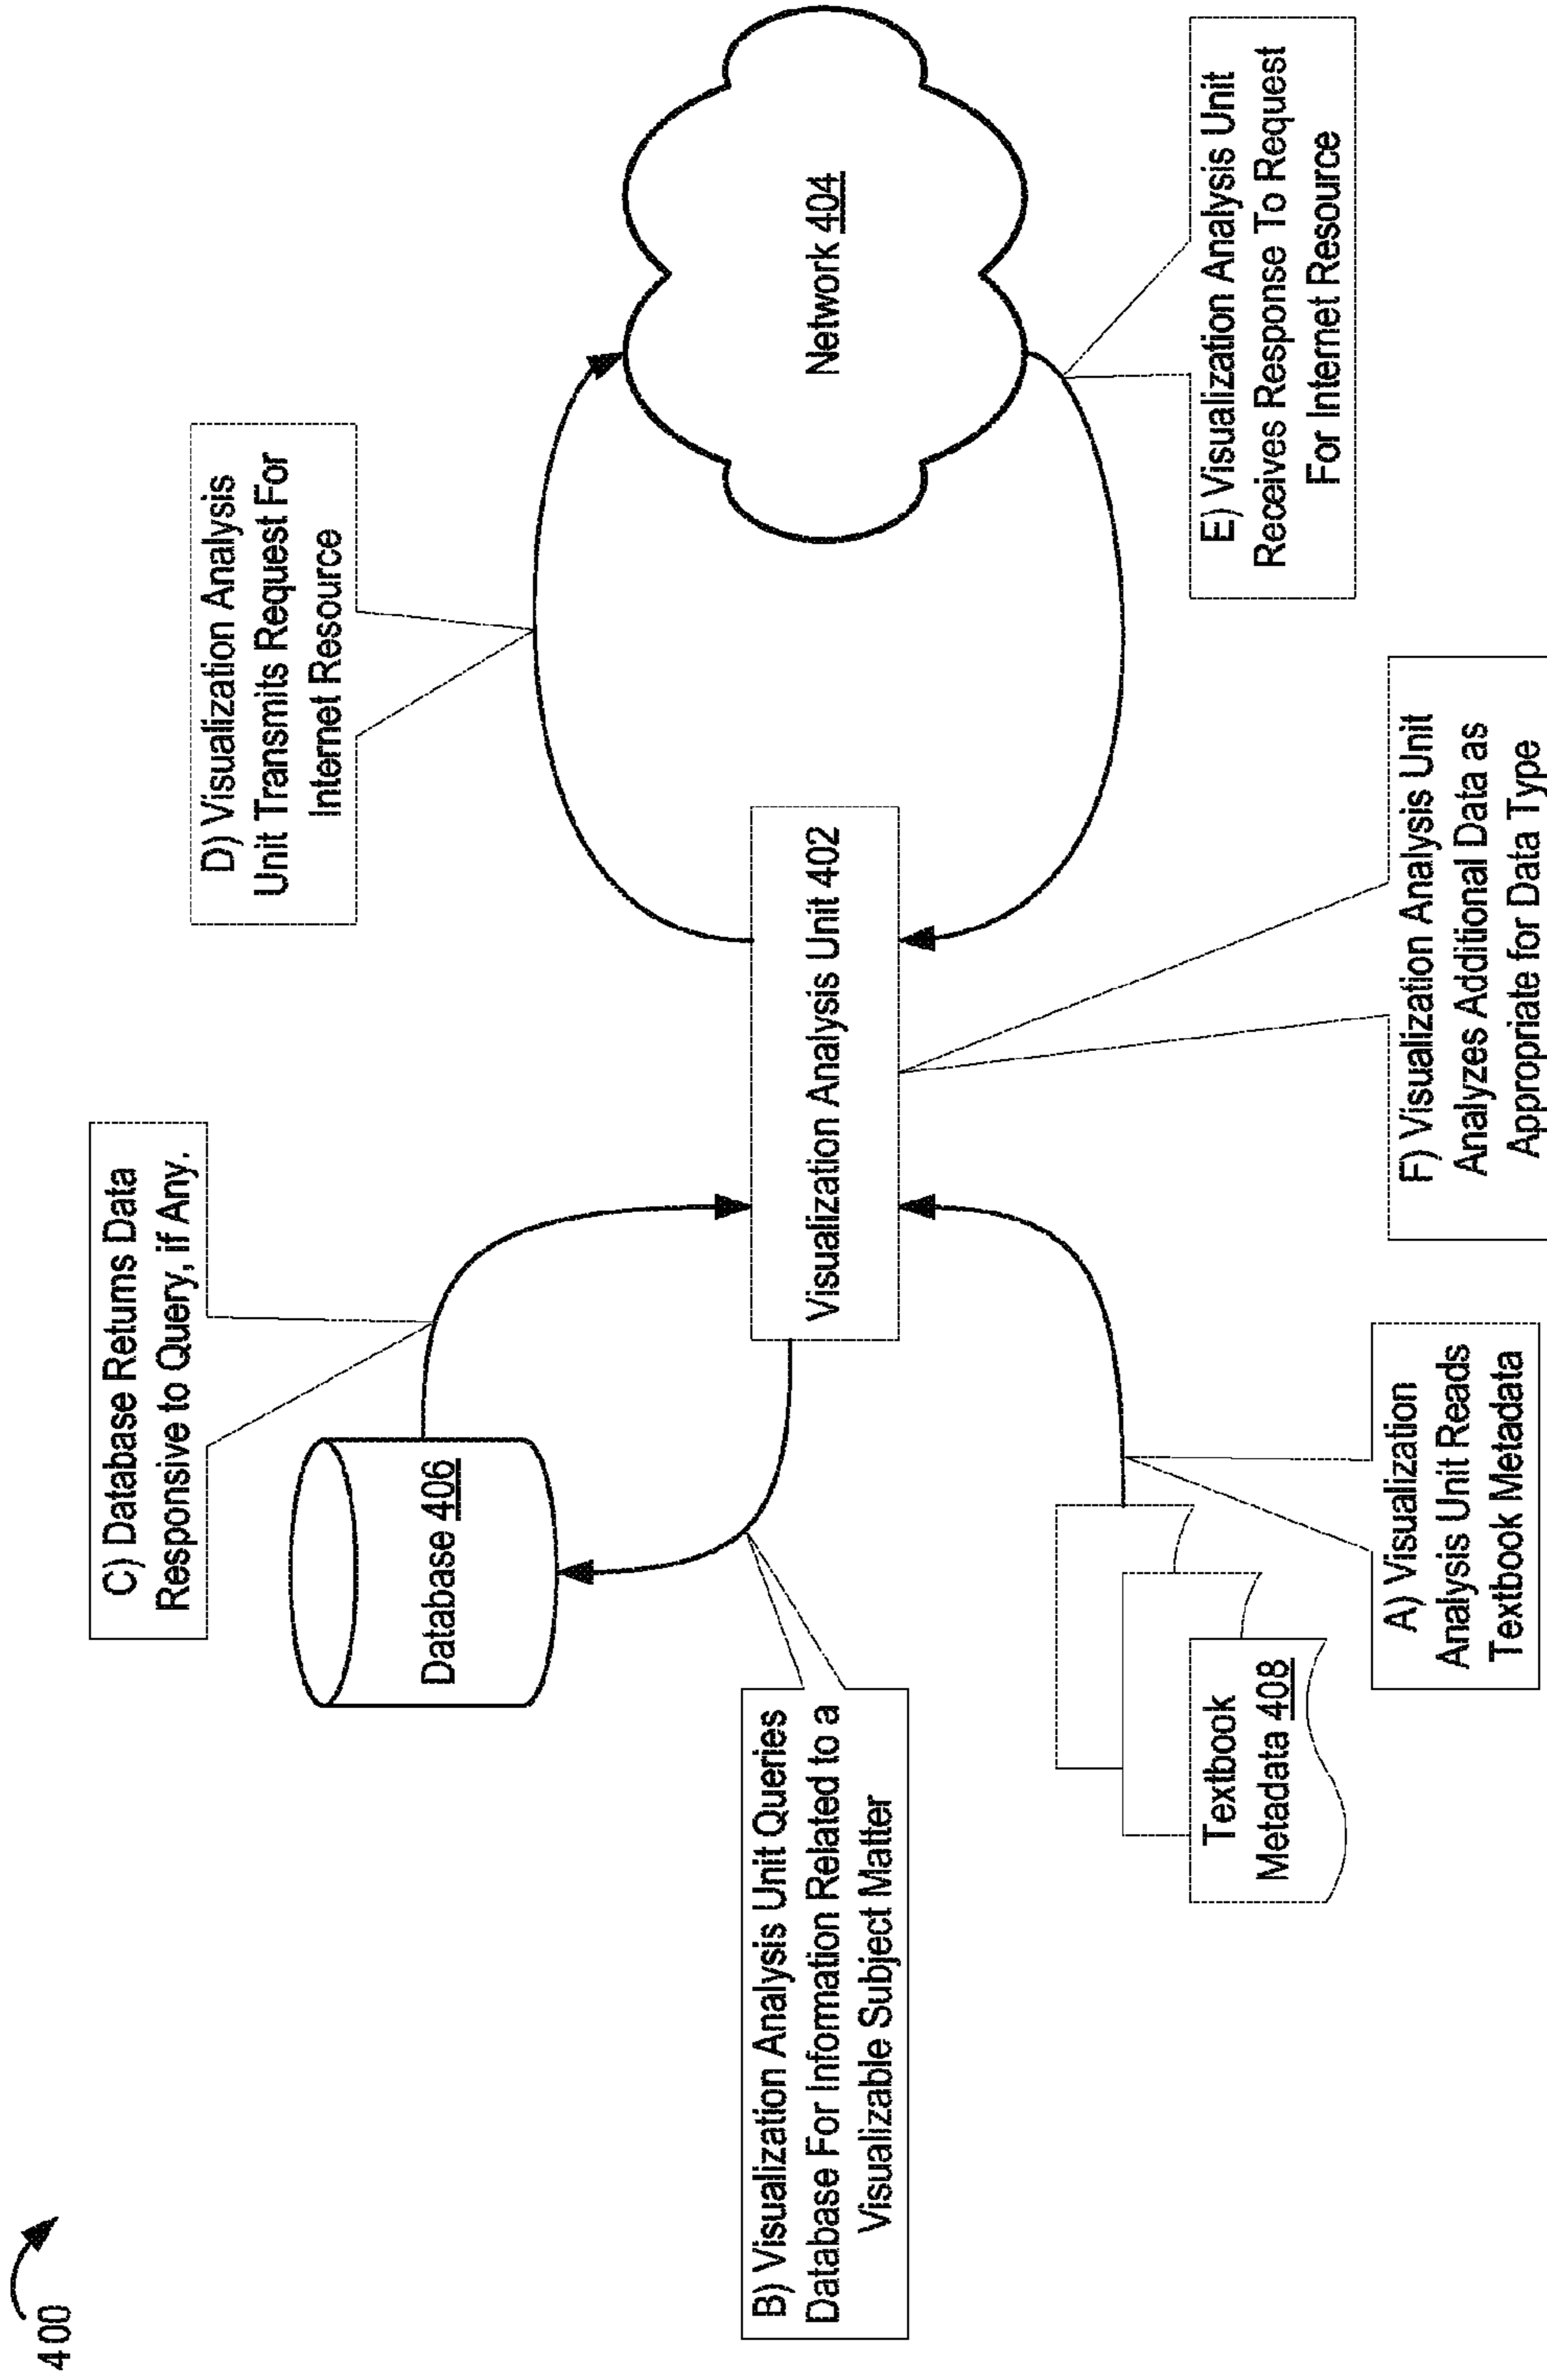 400
C) Database Returns Data
Responsive to Query, if Any.
D) Visualization Analysis
Unit Transmits Request For
Internet Resource
Database 406
B) Visualization Analysis Unit Queries
Database For Information Related to a
Visualizable Subject Matter
Visualization Analysis Unit 402
Network 404
Textbook
Metadata 408
A) Visualization
Analysis Unit Reads
Textbook Metadata
F) Visualization Analysis Unit
Analyzes Additional Data as
Appropriate for Data Type
E) Visualization Analysis Unit
Receives Response To Request
For Internet Resource